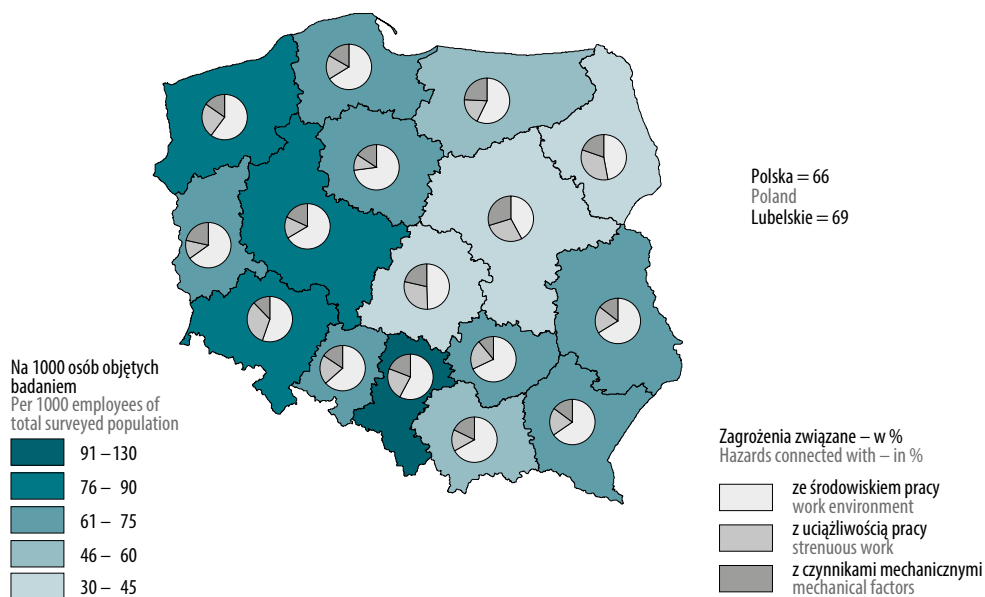 Polska = 66
Poland
Lubelskie = 69
Na 1000 osób objętych
badaniem
Per 1000 employees of
total surveyed population
91 – 130
76 – 90
61 – 75
46 – 60
30 – 45
Zagrożenia związane – w %
Hazards connected with – in %
ze środowiskiem pracy
work environment
z uciążliwością pracy
strenuous work
z czynnikami mechanicznymi
mechanical factors